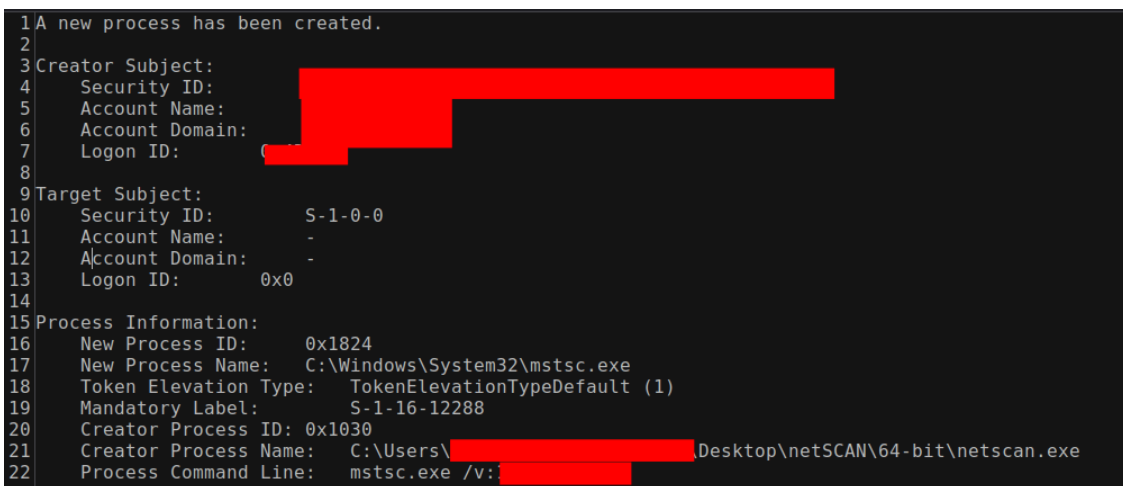 1 A new process has been created.
2
3 Creator Subject:
4 Security ID:
5 Account Name:
6 Account Domain:
7 Logon ID:
8
9 Target Subject:
10 Security ID: S-1-0-0
11 Account Name: -
12 Account Domain: -
13 Logon ID: 0x0
14
15 Process Information:
16 New Process ID: 0x1824
17 New Process Name: C:\Windows\System32\mstsc.exe
18 Token Elevation Type: TokenElevationTypeDefault (1)
19 Mandatory Label: S-1-16-12288
20 Creator Process ID: 0x1030
21 Creator Process Name: C:\Users\ \Desktop\netSCAN\64-bit\netscan.exe
22 Process Command Line: mstsc.exe /v: